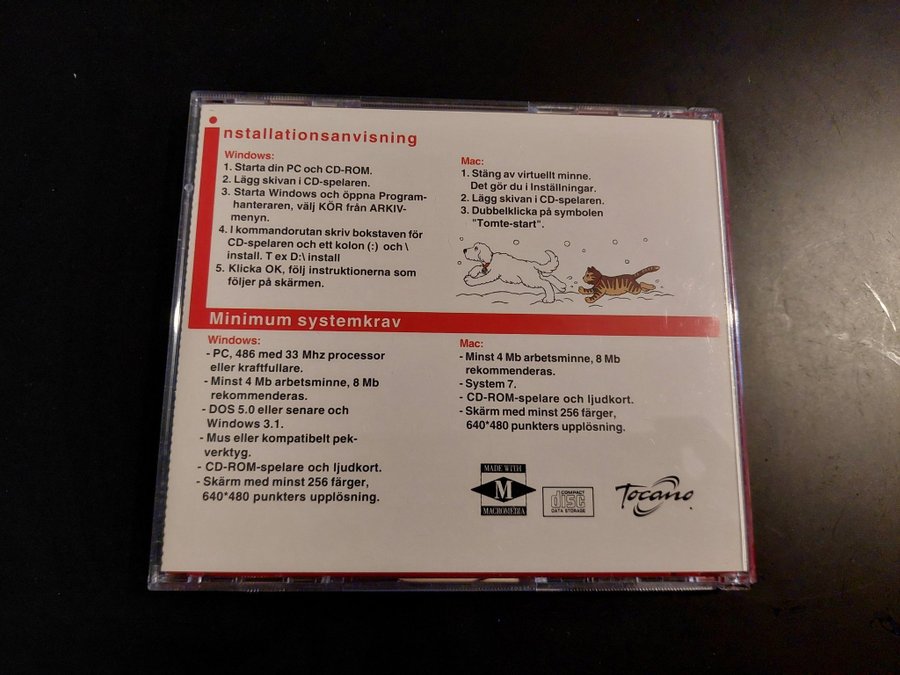 installationsanvisning
Windows:
1. Starta din PC och CD-ROM.
2. Lägg skivan i CD-spelaren.
3. Starta Windows och öppna Program-
hanteraren, välj KÖR från ARKIV-
menyn.
4. I kommandorutan skriv bokstaven för
CD-spelaren och ett kolon (:) och \
install. T ex D:\ install
5. Klicka OK, följ instruktionerna som
följer på skärmen.
Mac:
1. Stäng av virtuellt minne.
Det gör du i Inställningar.
2. Lägg skivan i CD-spelaren.
3. Dubbelklicka på symbolen
"Tomte-start".
Minimum systemkrav
Windows:
- PC, 486 med 33 Mhz processor
eller kraftfullare.
- Minst 4 Mb arbetsminne, 8 Mb
rekommenderas.
- DOS 5.0 eller senare och
Windows 3.1.
- Mus eller kompatibelt pek-
verktyg.
- CD-ROM-spelare och ljudkort.
- Skärm med minst 256 färger,
640*480 punkters upplösning.
Mac:
- Minst 4 Mb arbetsminne, 8 Mb
rekommenderas.
- System 7.
- CD-ROM-spelare och ljudkort.
- Skärm med minst 256 färger,
640*480 punkters upplösning.
MADE WITH
M
MACROMEDIA
COMPACT
disc
DATA STORAGE
Tocano